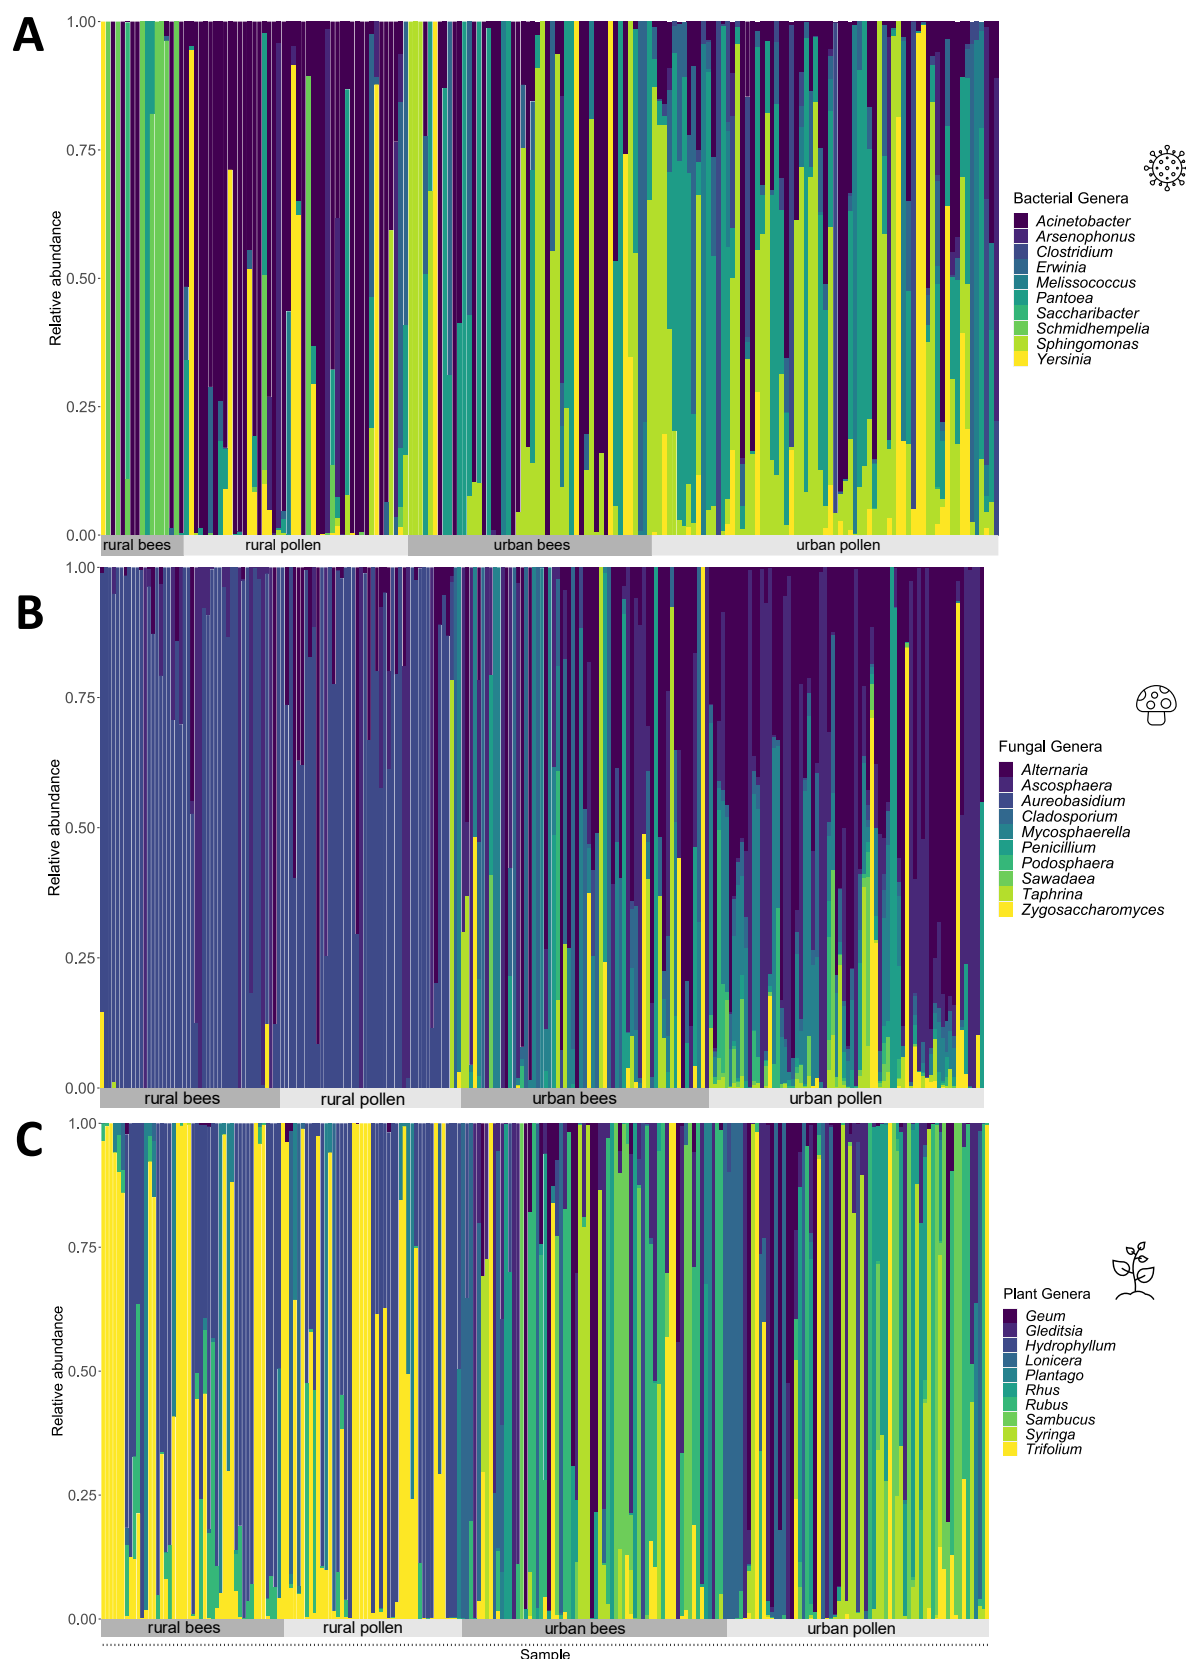 A
1.00
0.75
0.50
0.25
0.00
Relative abundance
rural bees
rural pollen
urban bees
urban pollen
Bacterial Genera
Acinetobacter
Arsenophonus
Clostridium
Erwinia
Melissococcus
Pantoea
Saccharibacter
Schmidhempelia
Sphingomonas
Yersinia
B
1.00
0.75
0.50
0.25
0.00
Relative abundance
rural bees
rural pollen
urban bees
urban pollen
Fungal Genera
Alternaria
Ascosphaera
Aureobasidium
Cladosporium
Mycosphaerella
Penicillium
Podosphaera
Sawadaea
Taphrina
Zygosaccharomyces
C
1.00
0.75
0.50
0.25
0.00
Relative abundance
rural bees
rural pollen
urban bees
urban pollen
Sample
Plant Genera
Geum
Gleditsia
Hydrophyllum
Lonicera
Plantago
Rhus
Rubus
Sambucus
Syringa
Trifolium